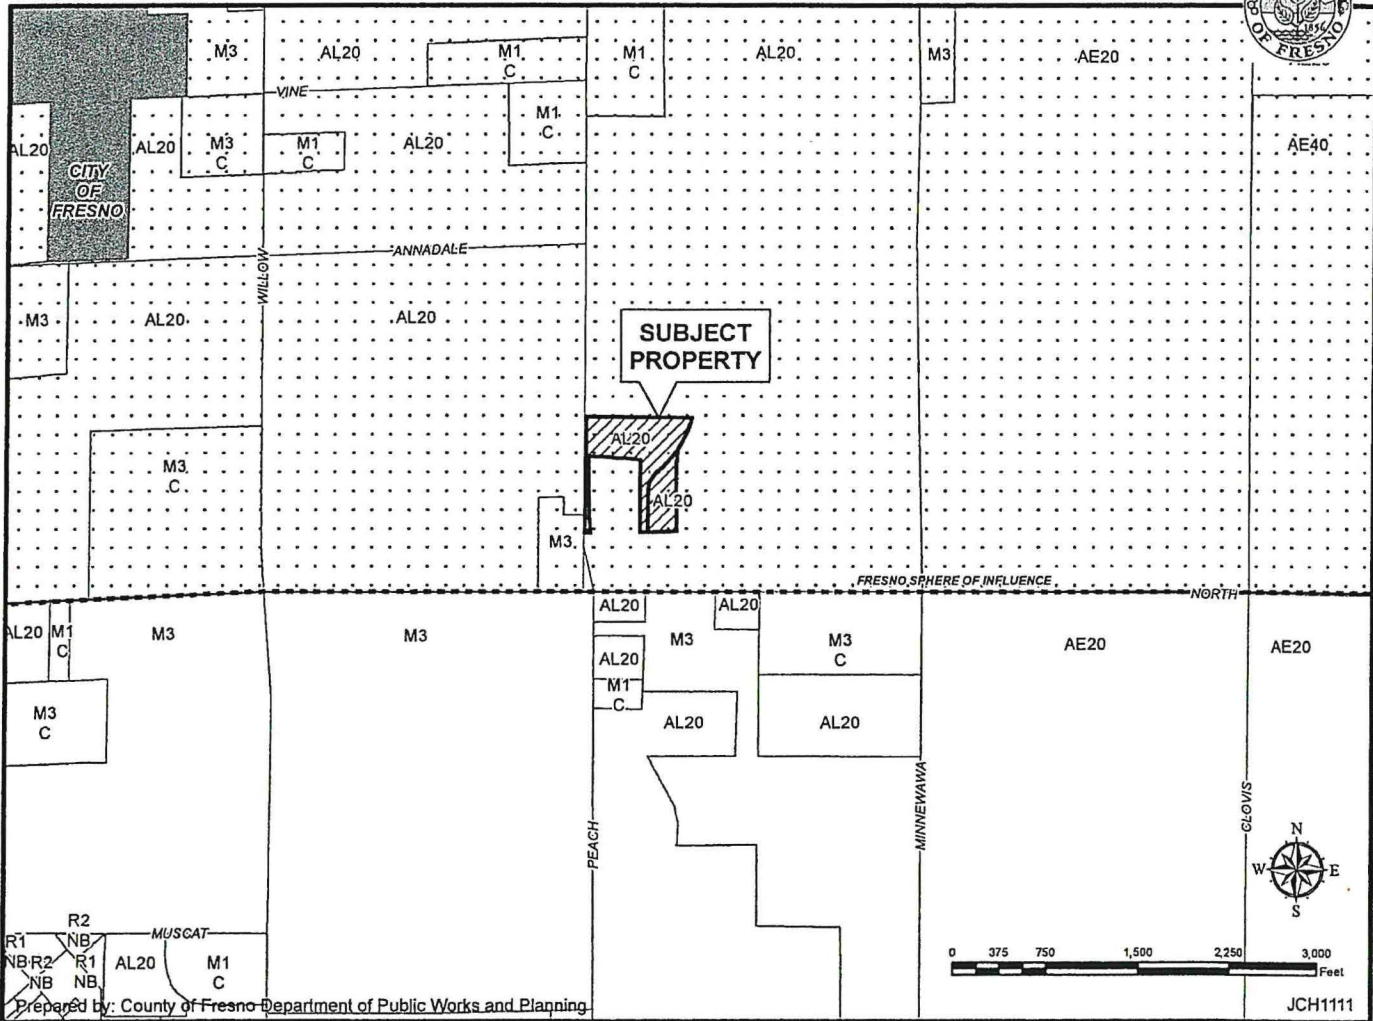 OF FRESNO
1856
M3
AL20
M1
C
M1
C
AL20
M3
AE20
VINE
M1
C
AL20
CITY
OF
FRESNO
AL20
M3
C
M1
C
AL20
AE40
ANNADALE
WILLOW
M3
AL20
AL20
SUBJECT
PROPERTY
AL20
M3
C
AL20
M3
FRESNO SPHERE OF INFLUENCE
NORTH
AL20
M1
C
M3
M3
AL20
AL20
M3
M3
C
AE20
AE20
AL20
M1
C
M3
C
AL20
AL20
PEACH
MINNEWAWA
CLOVIS
N
W E
S
R2
NB
MUSCAT
R1
NB
R2
NB
R1
NB
AL20
M1
C
0 375 750 1,500 2,250 3,000
Feet
Prepared by: County of Fresno Department of Public Works and Planning
JCH1111